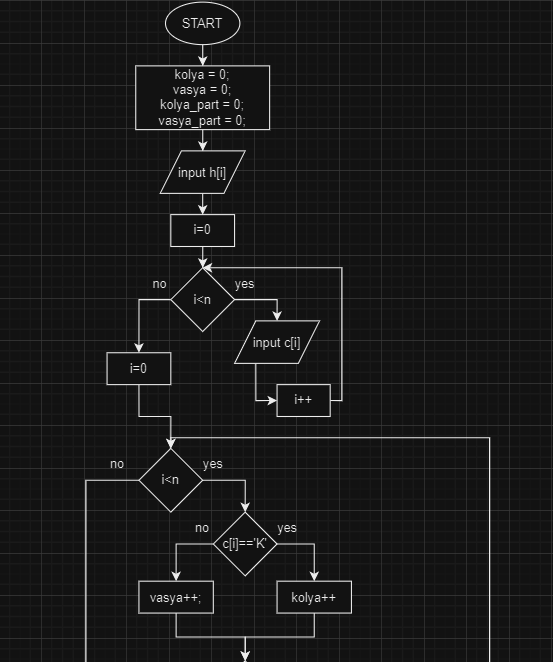 START
kolya = 0;
vasya = 0;
kolya_part = 0;
vasya_part = 0;
input h[i]
i=0
no
yes
i<n
input c[i]
i=0
i++
no
yes
i<n
no
yes
c[i]=='K'
vasya++;
kolya++